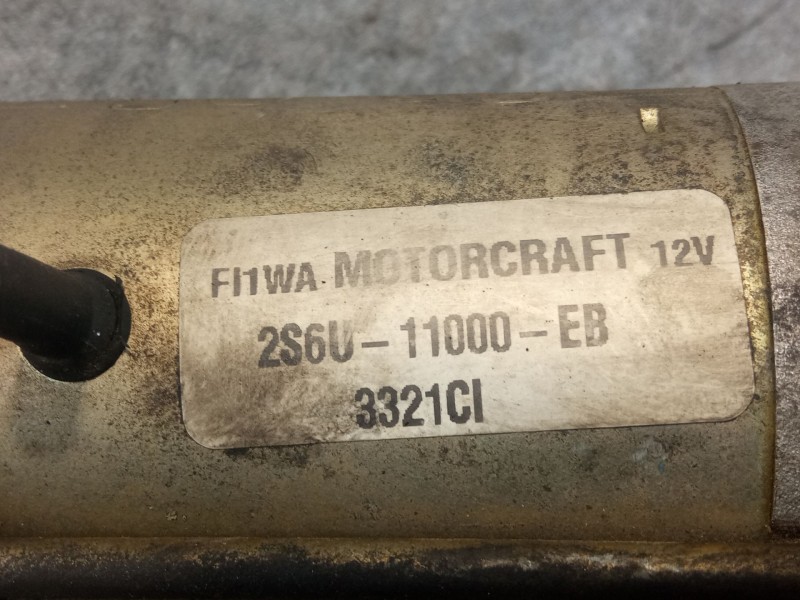 FI1WA MOTORCRAFT 12V
2S6U-11000-EB
3321CI